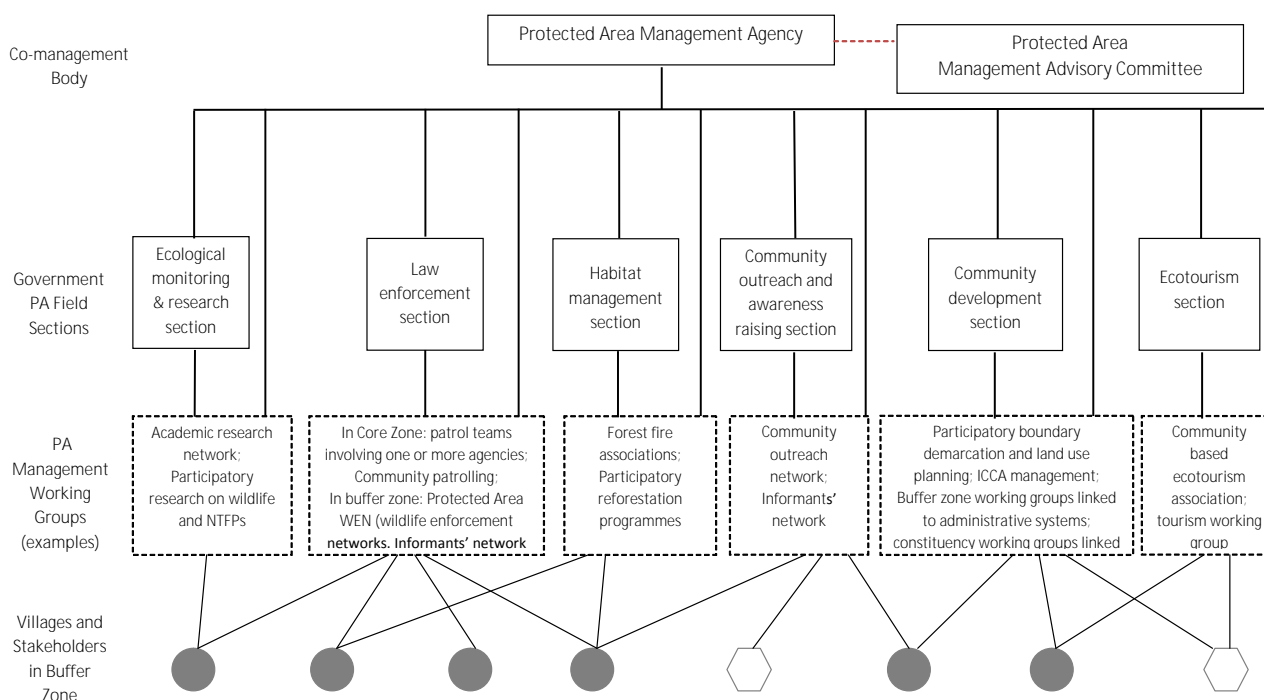 Co-management
Body
Protected Area Management Agency
Protected Area
Management Advisory Committee
Government
PA Field
Sections
Ecological
monitoring
& research
section
Law
enforcement
section
Habitat
management
section
Community
outreach and
awareness
raising section
Community
development
section
Ecotourism
section
PA
Management
Working
Groups
(examples)
Academic research
network;
Participatory
research on wildlife
and NTFPs
In Core Zone: patrol teams
involving one or more agencies;
Community patrolling;
In buffer zone: Protected Area
WEN (wildlife enforcement
networks. Informants' network
Forest fire
associations;
Participatory
reforestation
programmes
Community
outreach
network;
Informants'
network
Participatory boundary
demarcation and land use
planning; ICCA management;
Buffer zone working groups linked
to administrative systems;
constituency working groups linked
Community
based
ecotourism
association;
tourism working
group
Villages and
Stakeholders
in Buffer
Zone